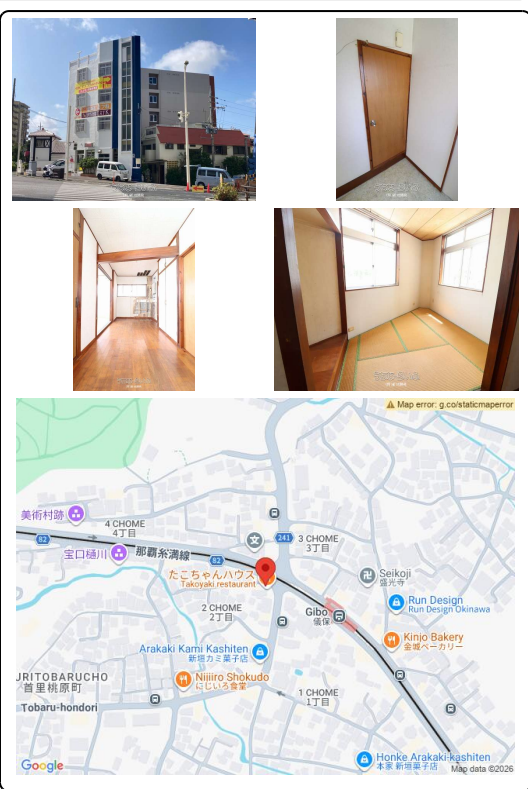 Map error: g.co/staticmaperror
美術村跡
4 CHOME
4丁目
82
那覇糸満線
宝口樋川
82
241
文
3 CHOME
3丁目
たこちゃんハウス
Takoyaki restaurant
Seikoji
盛光寺
2 CHOME
2丁目
Gibo
儀保
Run Design
Run Design Okinawa
Kinjo Bakery
金城ベーカリー
Arakaki Kami Kashiten
新垣カミ菓子店
Niiiro Shokudo
にじいろ食堂
URITOBARUCHO
首里桃原町
Tobaru-hondori
1 CHOME
1丁目
Honke Arakaki-kashiten
本家 新垣菓子店
Google
Map data ©2026